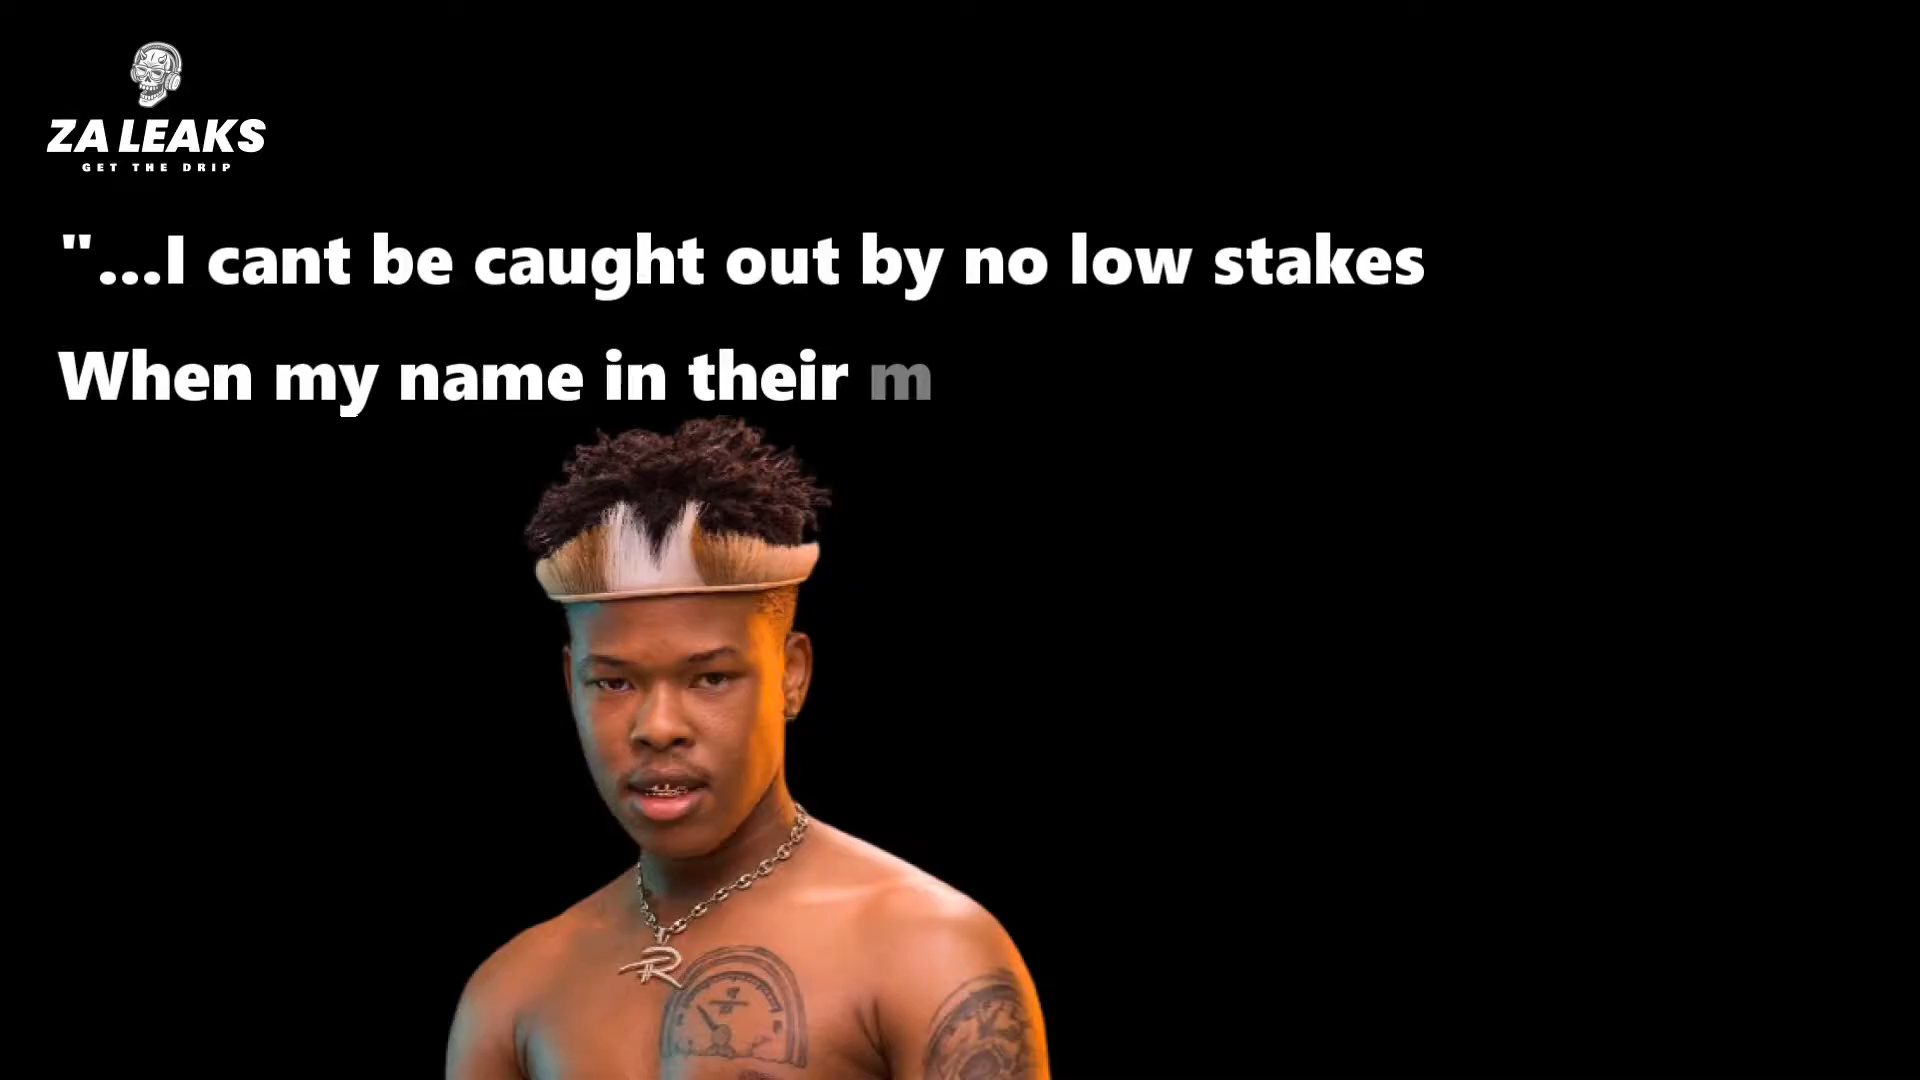 ZA LEAKS
GET THE DRIP
"...I cant be caught out by no low stakes
When my name in their m